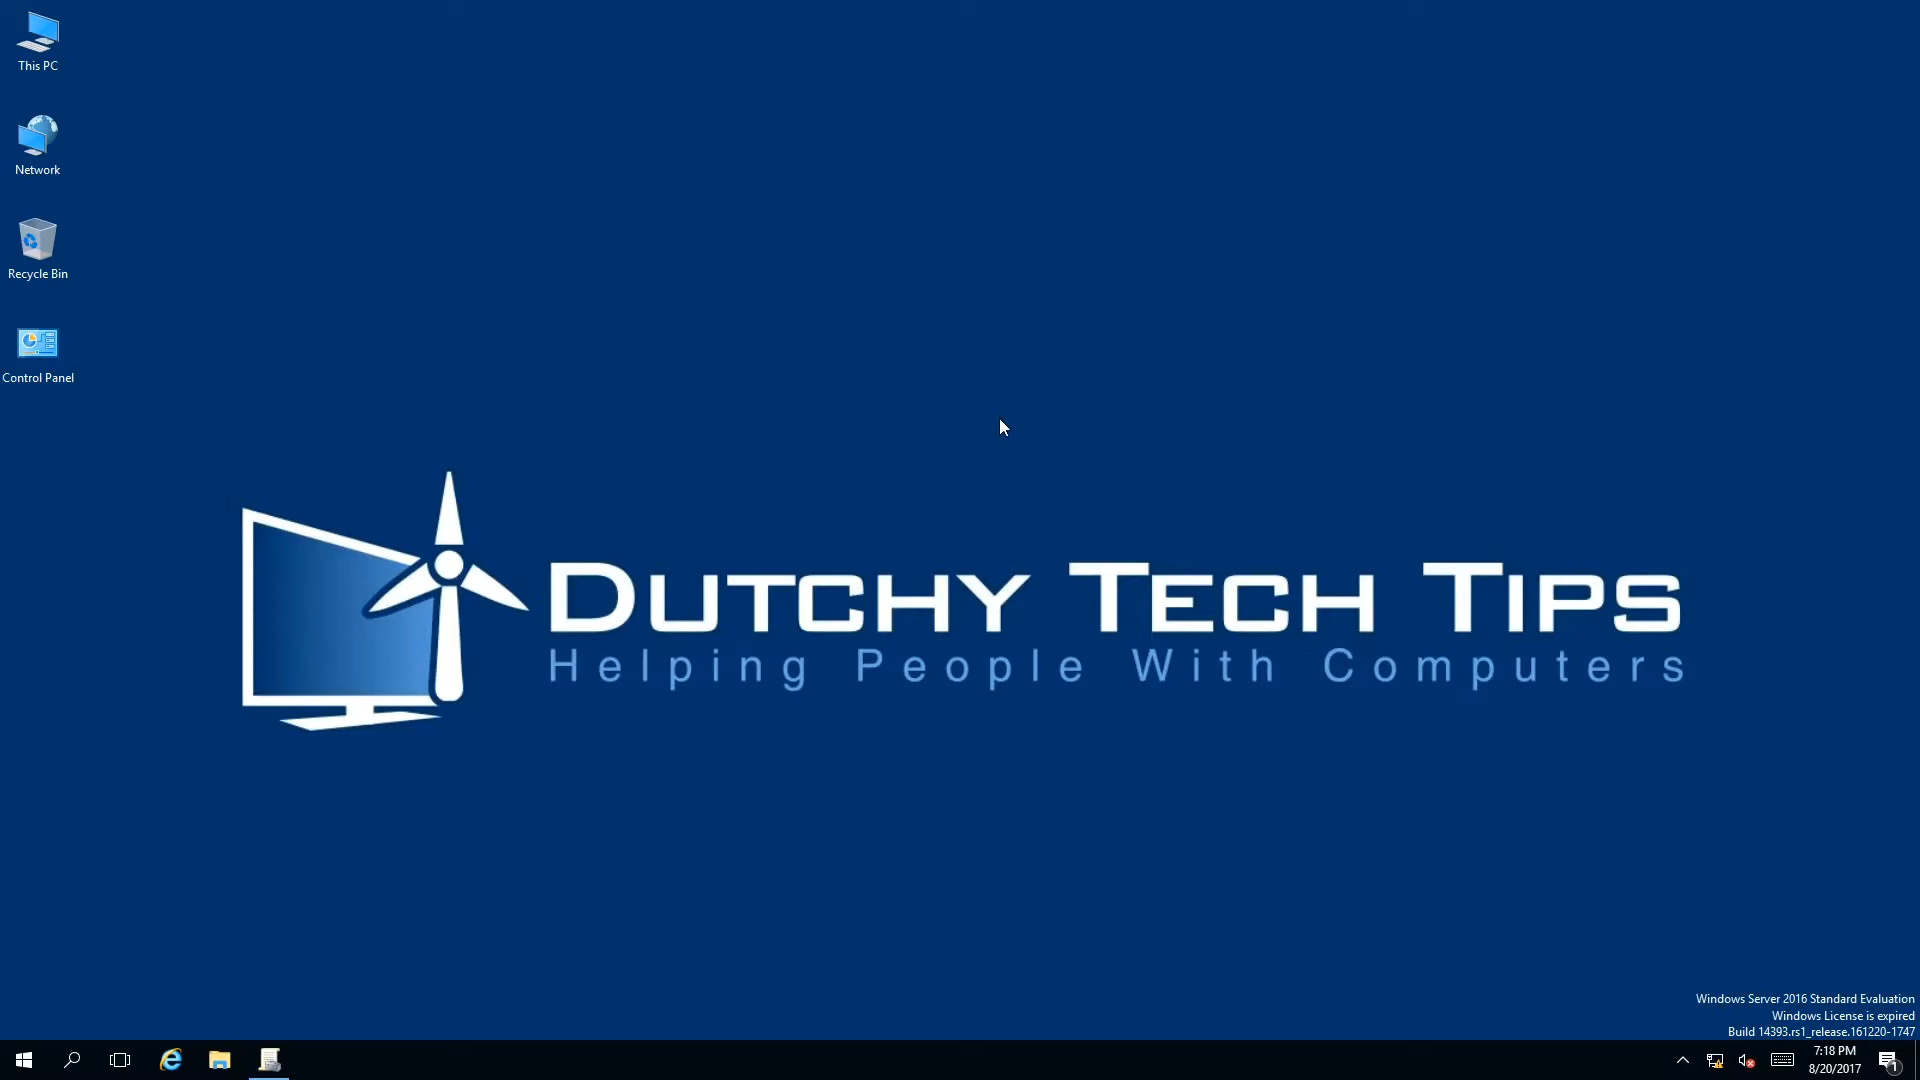 This PC
Network
Recycle Bin
Control Panel
DUTCHY TECH TIPS
Helping People With Computers
Windows Server 2016 Standard Evaluation
Windows License is expired
Build 14393.rs1_release.161220-1747
7:18 PM
8/20/2017
1